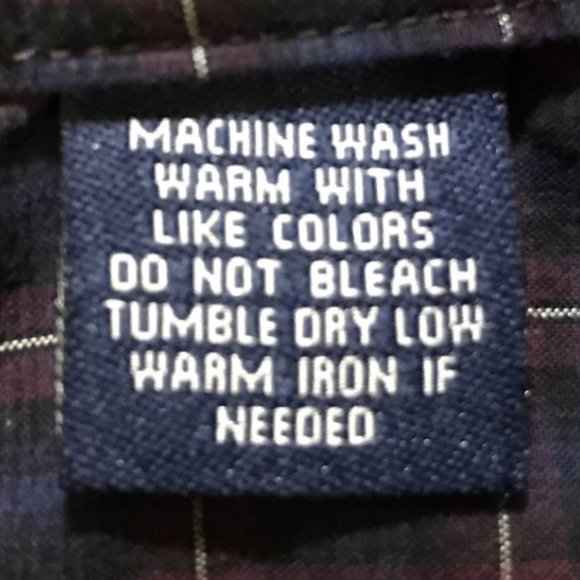 MACHINE WASH
WARM WITH
LIKE COLORS
DO NOT BLEACH
TUMBLE DRY LOW
WARM IRON IF
NEEDED